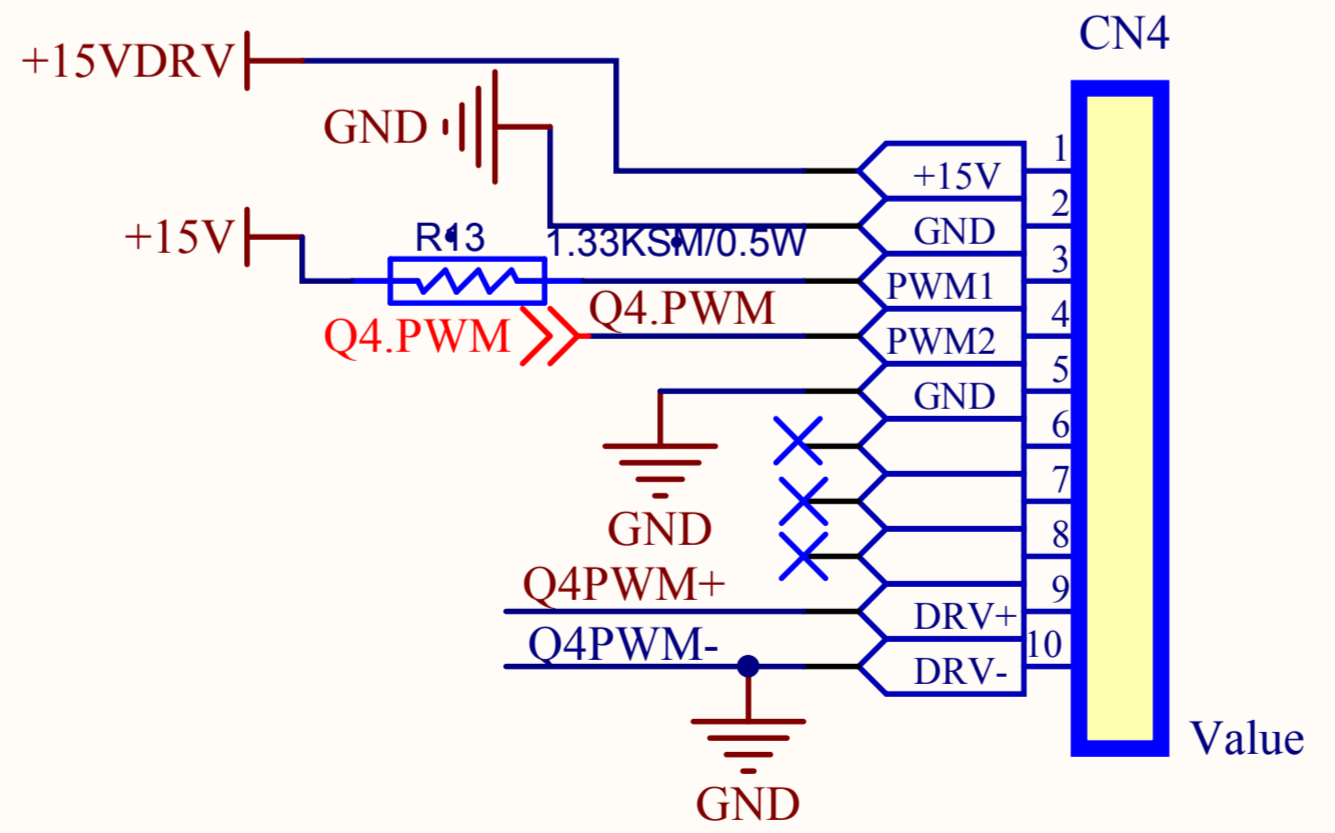 CN4
+15VDRV
GND
1
+15V
2
+15V
R13
1.33KSM/0.5W
GND
3
PWM1
Q4.PWM
Q4.PWM
4
PWM2
5
GND
6
GND
7
8
Q4PWM+
9
DRV+
Q4PWM-
10
DRV-
Value
GND